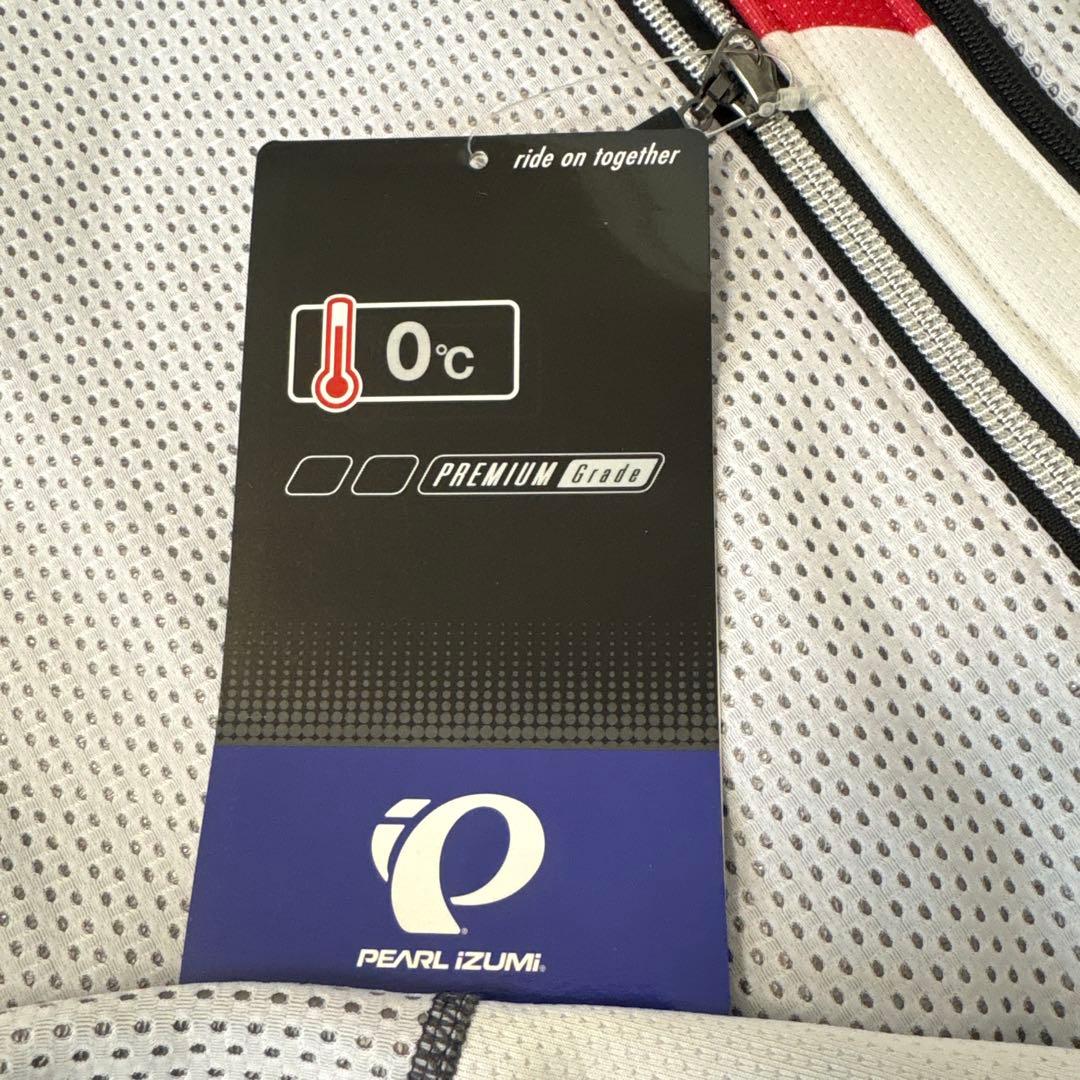 ride on together
0°C
PREMIUM Grade
PEARL iZUMi®